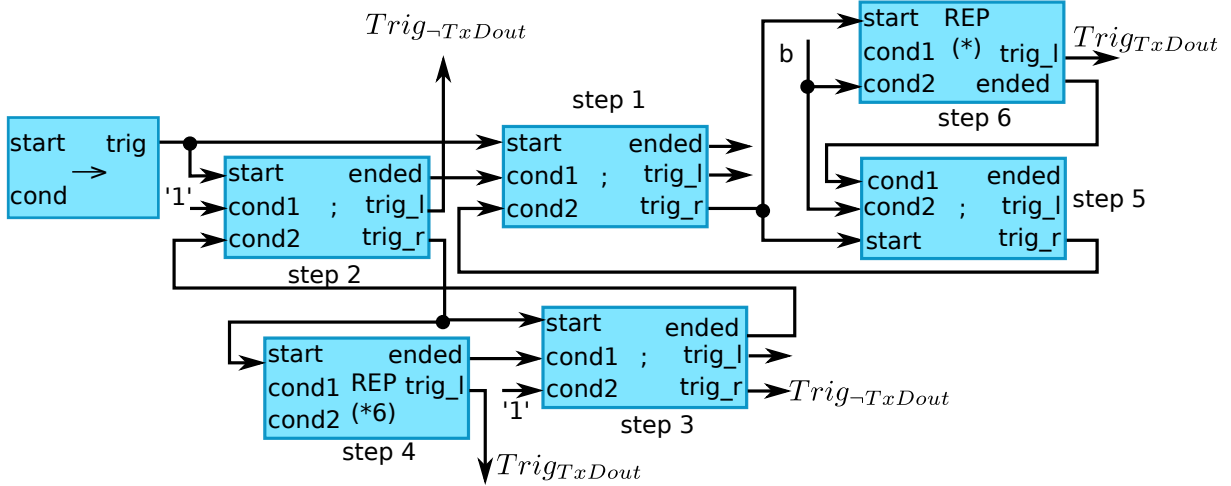 start trig
→
cond
Trig¬TxDout
step 1
start ended
cond1 ; trig_l
cond2 trig_r
'1'
start ended
cond1 ; trig_l
cond2 trig_r
step 2
b
start REP
cond1 (*) trig_l
cond2 ended
TrigTxDout
step 6
cond1 ended
cond2 ; trig_l
start trig_r
step 5
start ended
cond1 REP trig_l
cond2 (*6)
step 4
TrigTxDout
start ended
cond1 ; trig_l
cond2 trig_r
'1'
step 3
Trig¬TxDout